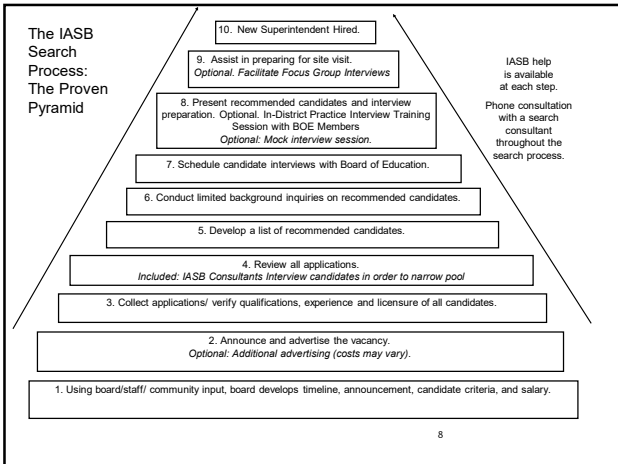 The IASB
Search
Process:
The Proven
Pyramid
10. New Superintendent Hired.
9. Assist in preparing for site visit.
Optional. Facilitate Focus Group Interviews
IASB help
is available
at each step.
Phone consultation
with a search
consultant
throughout the
search process.
8. Present recommended candidates and interview
preparation. Optional. In-District Practice Interview Training
Session with BOE Members
Optional: Mock interview session.
7. Schedule candidate interviews with Board of Education.
6. Conduct limited background inquiries on recommended candidates.
5. Develop a list of recommended candidates.
4. Review all applications.
Included: IASB Consultants Interview candidates in order to narrow pool
3. Collect applications/ verify qualifications, experience and licensure of all candidates.
2. Announce and advertise the vacancy.
Optional: Additional advertising (costs may vary).
1. Using board/staff/ community input, board develops timeline, announcement, candidate criteria, and salary.
8